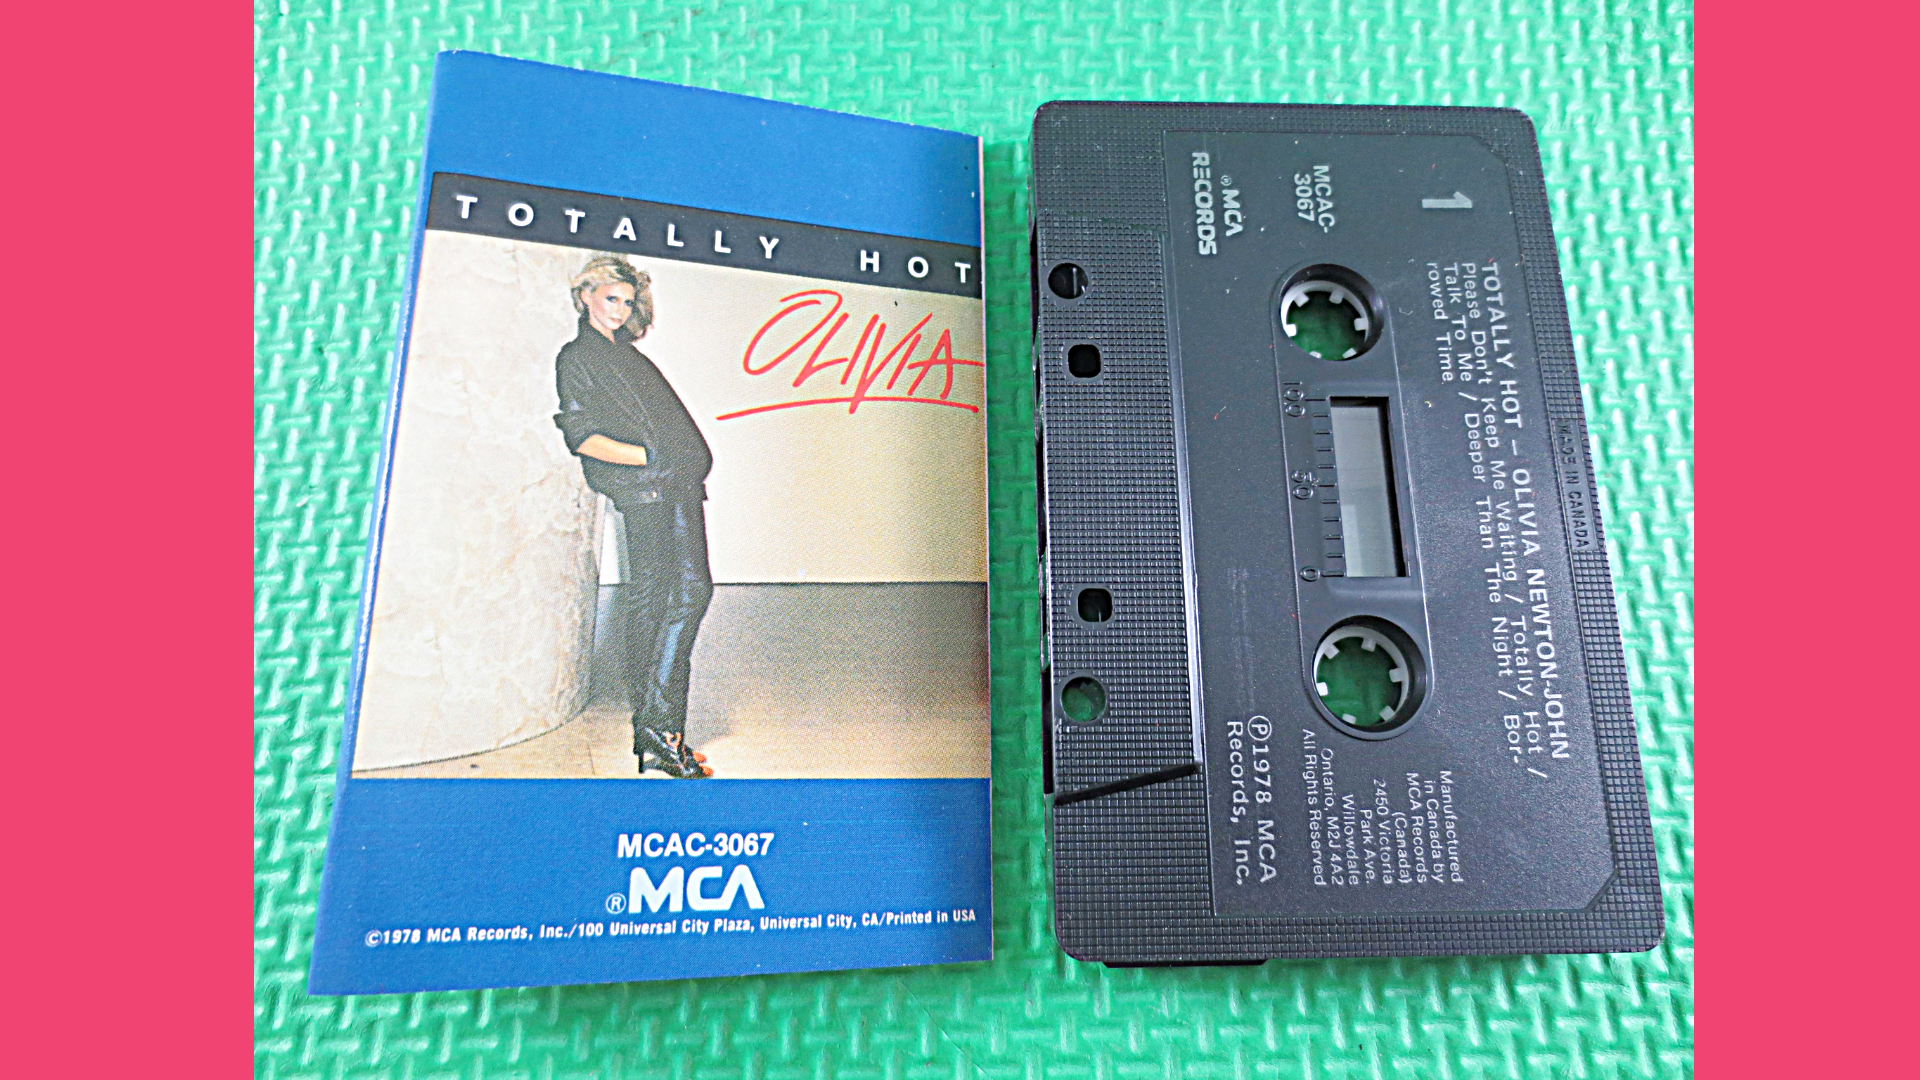 TOTALLY HOT
OLIVIA
MCAC-3067
®MCA
©1978 MCA Records, Inc./100 Universal City Plaza, Universal City, CA/Printed in USA
MADE IN CANADA
1
TOTALLY HOT – OLIVIA NEWTON-JOHN
Please Don't Keep Me Waiting / Totally Hot /
Talk To Me / Deeper Than The Night / Bor-
rowed Time.
MCAC-
3067
®MCA
RECORDS
100
50
0
Manufactured
in Canada by
MCA Records
(Canada)
2450 Victoria
Park Ave.
Willowdale
Ontario, M2J 4A2
All Rights Reserved
℗1978 MCA
Records, Inc.